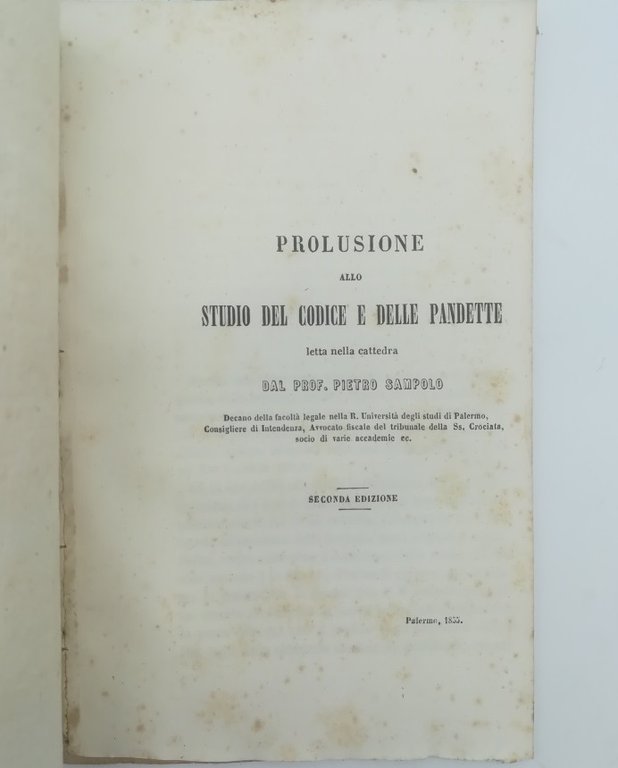 PROLUSIONE
ALLO
STUDIO DEL CODICE E DELLE PANDETTE
letta nella cattedra
DAL PROF. PIETRO SAMPOLO
Decano della facoltà legale nella R. Università degli studi di Palermo,
Consigliere di Intendenza, Avvocato fiscale del tribunale della Ss. Crociata,
socio di varie accademie ec.
SECONDA EDIZIONE
Palermo, 1855.